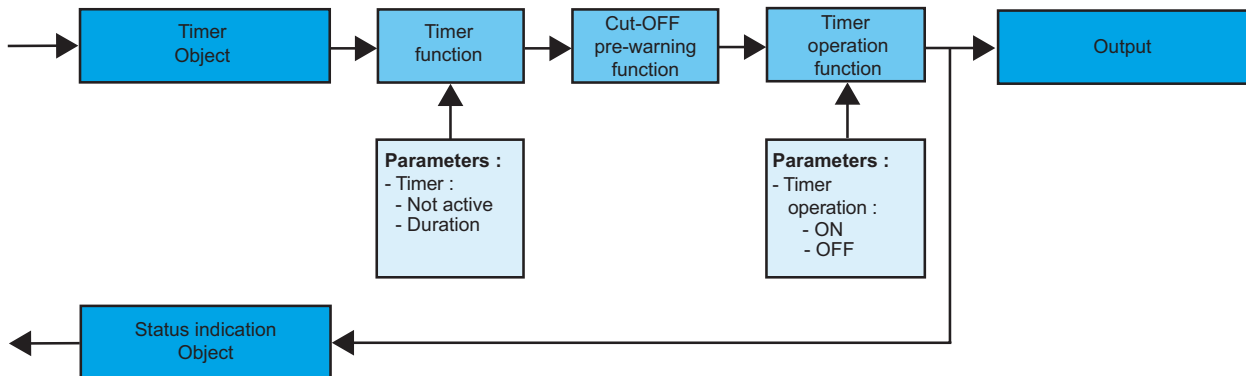 Timer
Object
Timer
function
Cut-OFF
pre-warning
function
Timer
operation
function
Output
Parameters :
- Timer :
- Not active
- Duration
Parameters :
- Timer
operation :
- ON
- OFF
Status indication
Object